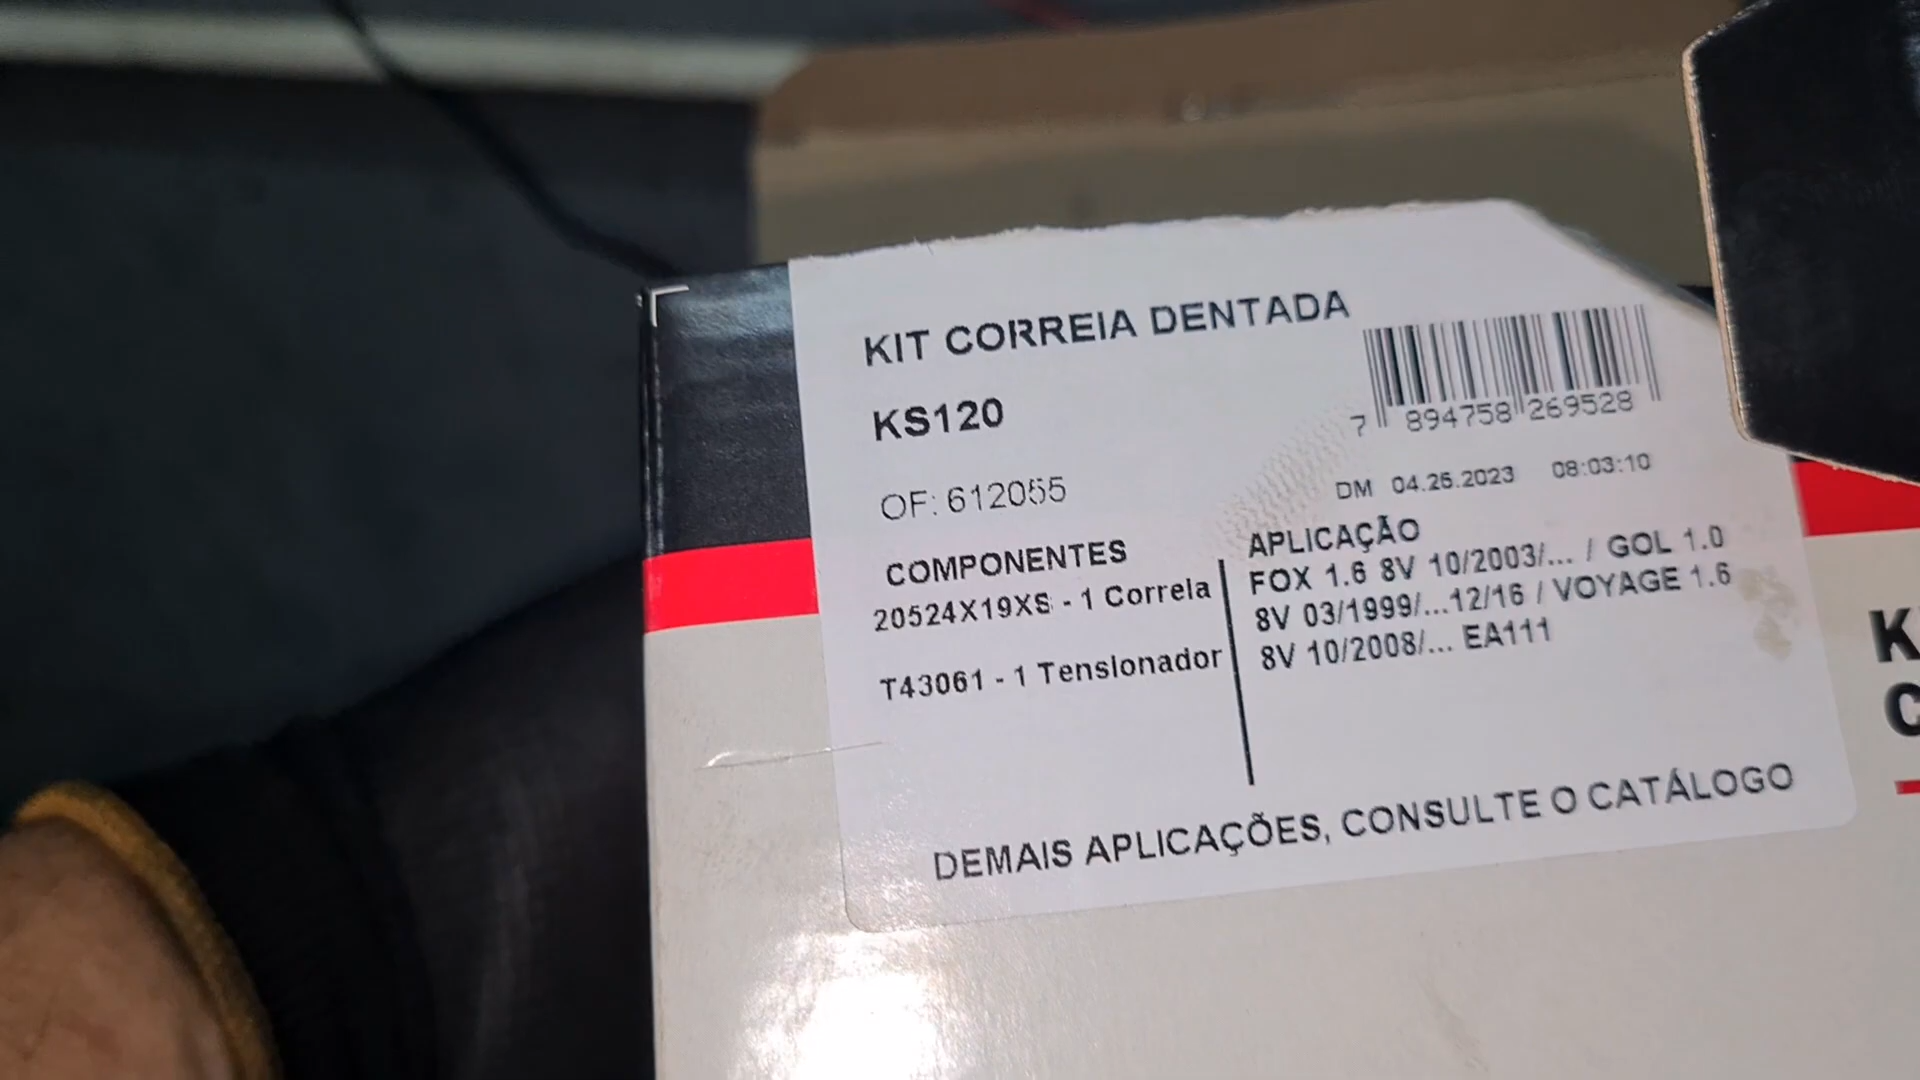 KIT CORREIA DENTADA
KS120
7 894758 269528
OF: 612055
DM 04.25.2023 08:03:10
COMPONENTES
20524X19XS - 1 Correia
T43061 - 1 Tensionador
APLICAÇÃO
FOX 1.6 8V 10/2003/... / GOL 1.0
8V 03/1999/...12/16 / VOYAGE 1.6
8V 10/2008/... EA111
DEMAIS APLICAÇÕES, CONSULTE O CATÁLOGO